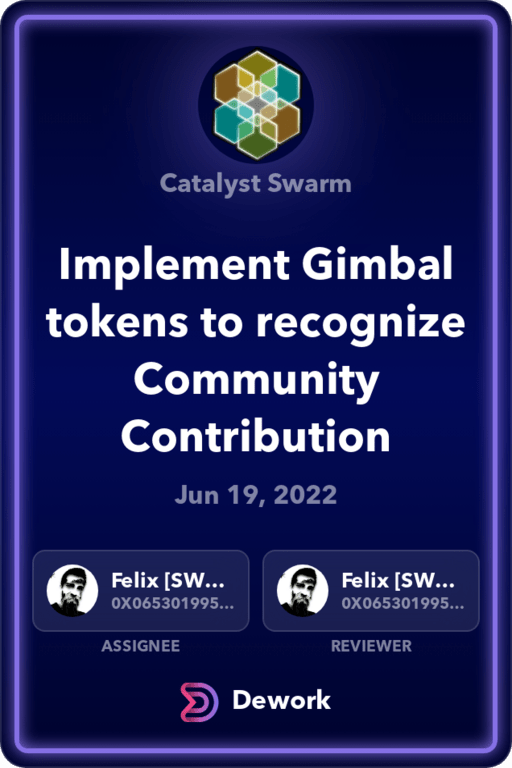 Catalyst Swarm
Implement Gimbal
tokens to recognize
Community
Contribution
Jun 19, 2022
Felix [SW...
0X065301995...
ASSIGNEE
Felix [SW...
0X065301995...
REVIEWER
Dework